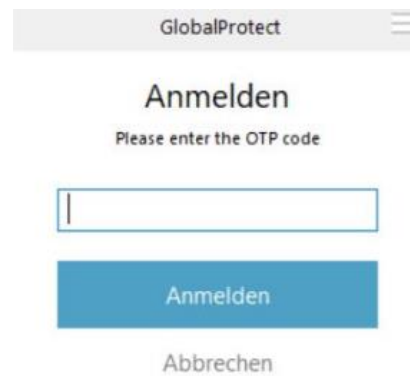 GlobalProtect
Anmelden
Please enter the OTP code
Anmelden
Abbrechen